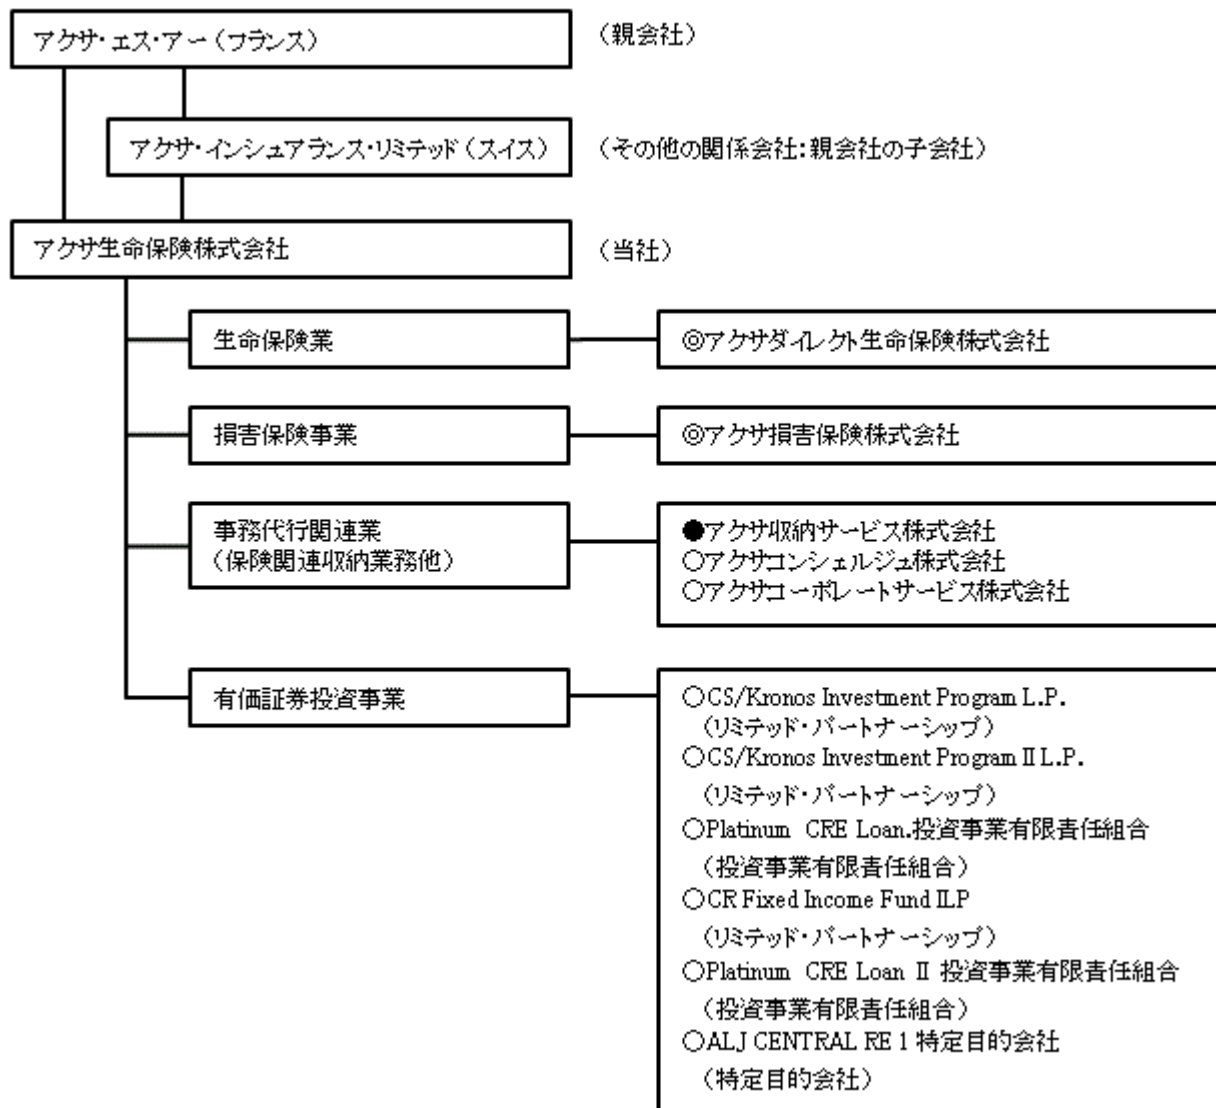 アクサ・エス・アー（フランス）
（親会社）
アクサ・インシュアランス・リミテッド（スイス）
（その他の関係会社：親会社の子会社）
アクサ生命保険株式会社
（当社）
生命保険業
◎アクサダイレクト生命保険株式会社
損害保険事業
◎アクサ損害保険株式会社
事務代行関連業
（保険関連収納業務他）
●アクサ収納サービス株式会社
○アクサコンシェルジュ株式会社
○アクサコーポレートサービス株式会社
有価証券投資事業
○CS/Kronos Investment Program L.P.
（リミテッド・パートナーシップ）
○CS/Kronos Investment Program II L.P.
（リミテッド・パートナーシップ）
○Platinum CRE Loan.投資事業有限責任組合
（投資事業有限責任組合）
○CR Fixed Income Fund ILP
（リミテッド・パートナーシップ）
○Platinum CRE Loan II 投資事業有限責任組合
（投資事業有限責任組合）
○ALJ CENTRAL RE 1 特定目的会社
（特定目的会社）